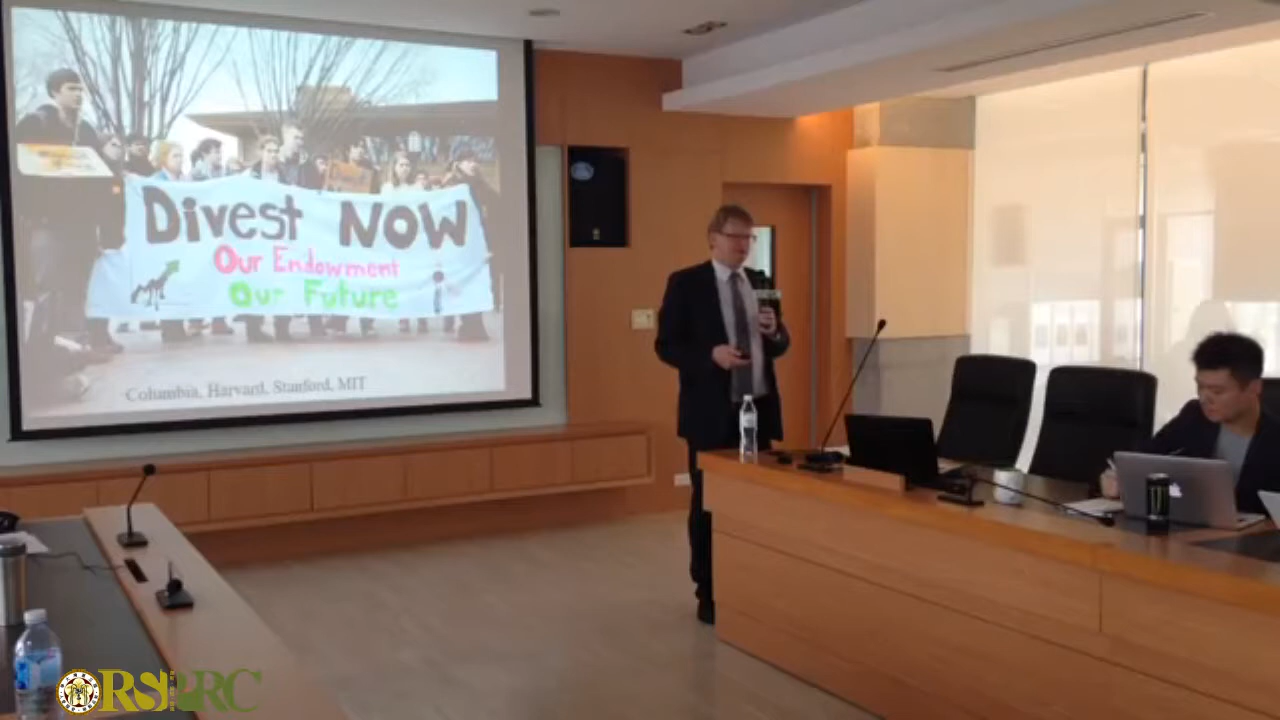 Divest NOW
Our Endowment
Our Future
Columbia, Harvard, Stanford, MIT
RSPRC